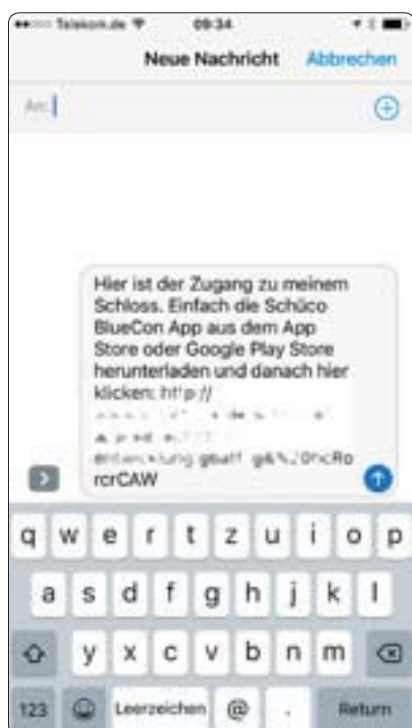 Telekom.de 09:34
Neue Nachricht Abbrechen
An:
Hier ist der Zugang zu meinem
Schloss. Einfach die Schüco
BlueCon App aus dem App
Store oder Google Play Store
herunterladen und danach hier
klicken: http://
rcrCAW
q w e r t z u i o p
a s d f g h j k l
y x c v b n m
123 Leerzeichen @ . Return